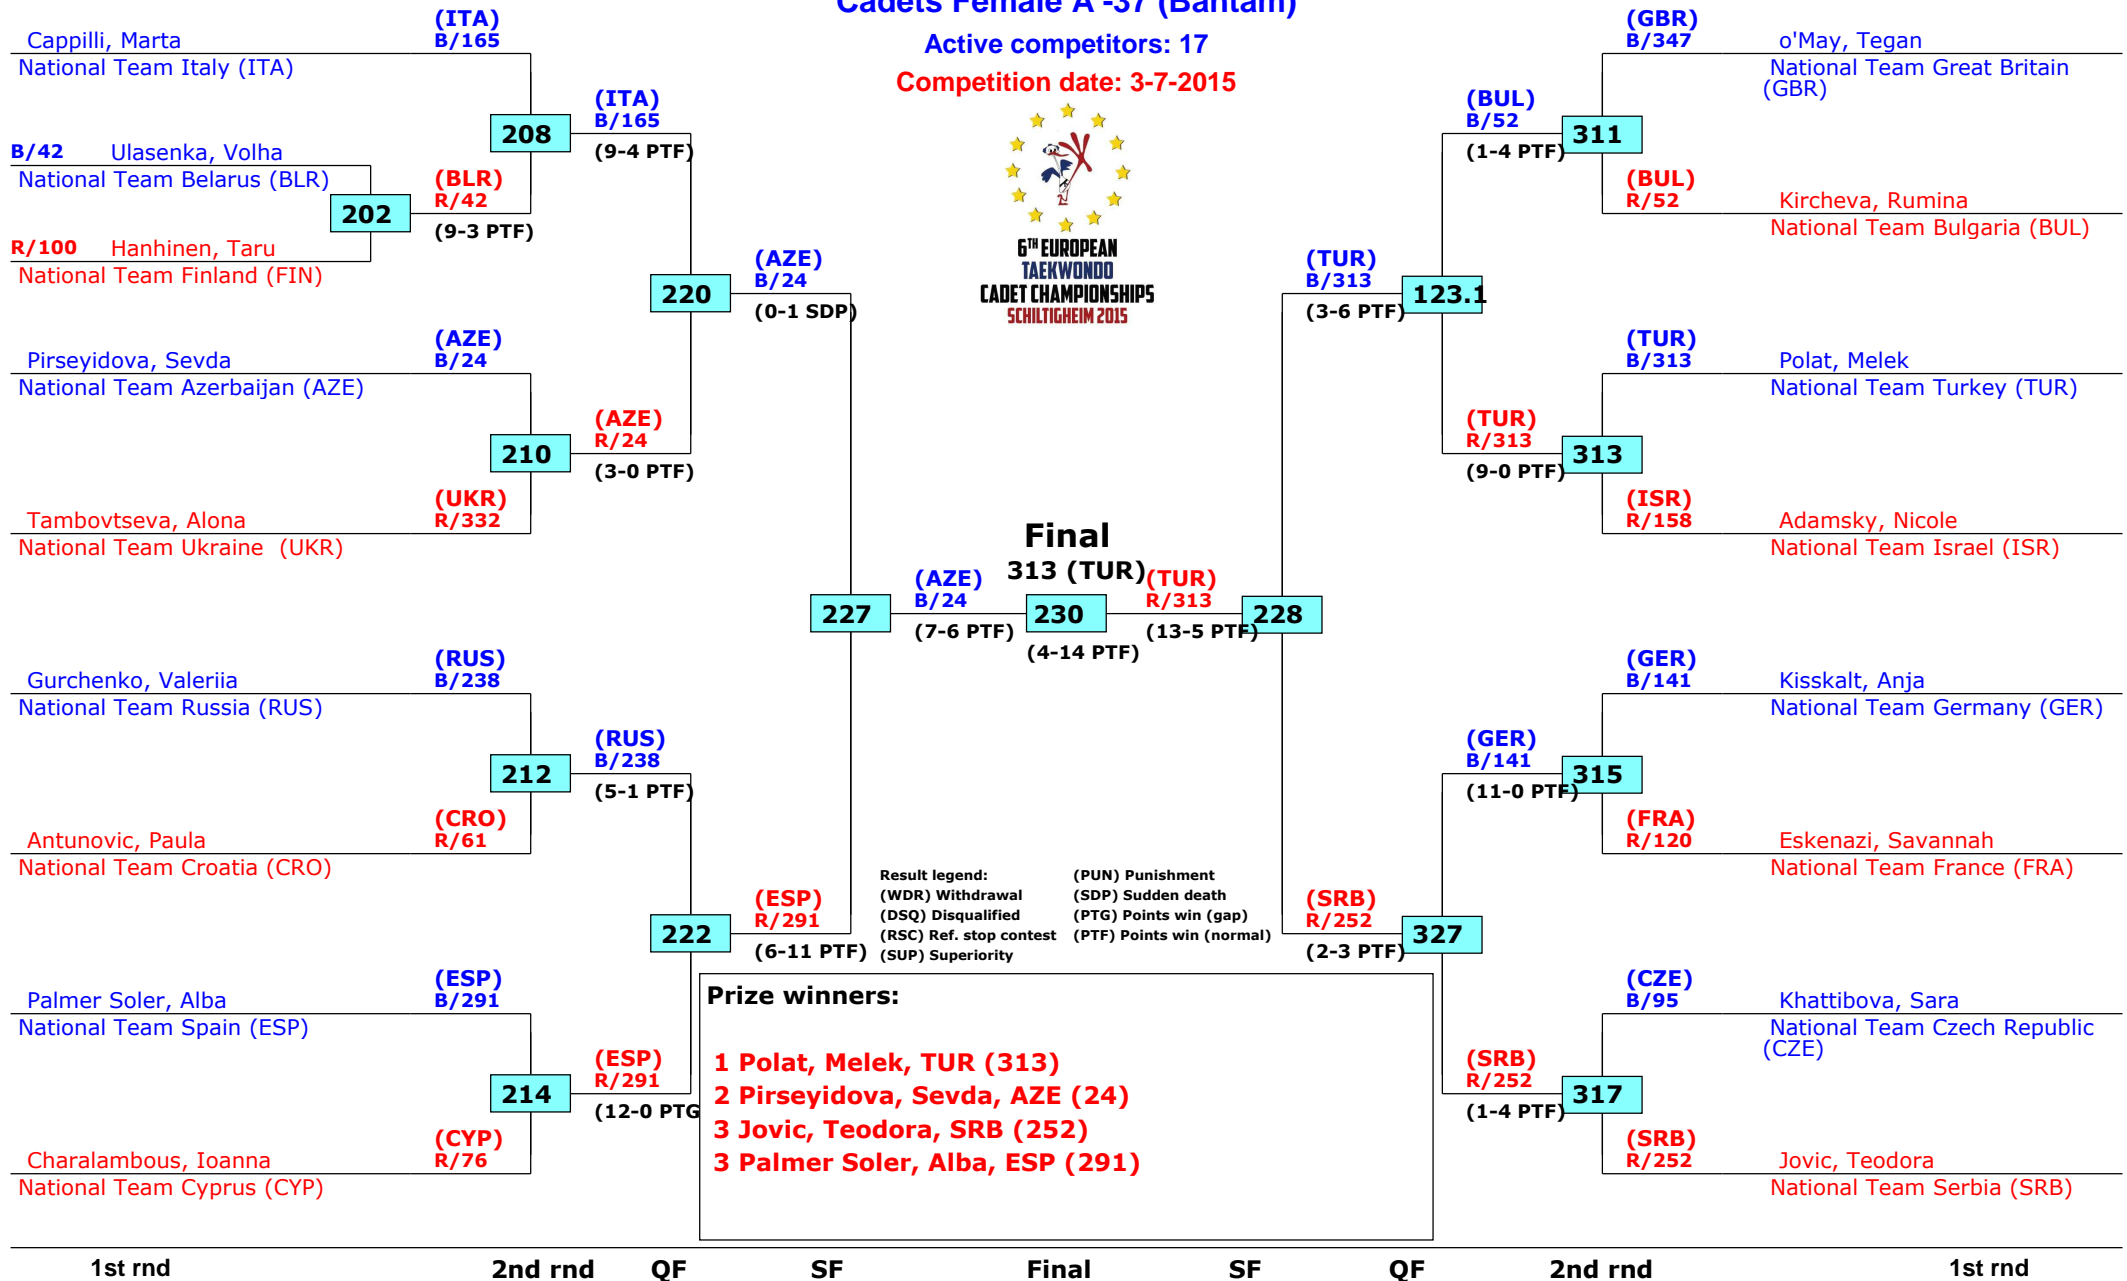 Cadets Female A -37 (Bantam)
Active competitors: 17
Competition date: 3-7-2015
6TH EUROPEAN
TAEKWONDO
CADET CHAMPIONSHIPS
SCHILTIGHEIM 2015
Cappilli, Marta
National Team Italy (ITA)
(ITA)
B/165
B/42 Ulasenka, Volha
National Team Belarus (BLR)
R/100 Hanhinen, Taru
National Team Finland (FIN)
202
(BLR)
R/42
(9-3 PTF)
208
(ITA)
B/165
(9-4 PTF)
Pirseyidova, Sevda
National Team Azerbaijan (AZE)
(AZE)
B/24
Tambovtseva, Alona
National Team Ukraine (UKR)
(UKR)
R/332
210
(AZE)
R/24
(3-0 PTF)
220
(AZE)
B/24
(0-1 SDP)
Gurchenko, Valeriia
National Team Russia (RUS)
(RUS)
B/238
Antunovic, Paula
National Team Croatia (CRO)
(CRO)
R/61
212
(RUS)
B/238
(5-1 PTF)
Palmer Soler, Alba
National Team Spain (ESP)
(ESP)
B/291
Charalambous, Ioanna
National Team Cyprus (CYP)
(CYP)
R/76
214
(ESP)
R/291
(12-0 PTG
222
(ESP)
R/291
(6-11 PTF)
227
(AZE)
B/24
(7-6 PTF)
Final
313 (TUR)
230
(4-14 PTF)
(TUR)
R/313
(13-5 PTF)
228
(GBR)
B/347
o'May, Tegan
National Team Great Britain
(GBR)
(BUL)
R/52
Kircheva, Rumina
National Team Bulgaria (BUL)
311
(BUL)
B/52
(1-4 PTF)
(TUR)
B/313
Polat, Melek
National Team Turkey (TUR)
(ISR)
R/158
Adamsky, Nicole
National Team Israel (ISR)
313
(TUR)
R/313
(9-0 PTF)
123.1
(TUR)
B/313
(3-6 PTF)
(GER)
B/141
Kisskalt, Anja
National Team Germany (GER)
(FRA)
R/120
Eskenazi, Savannah
National Team France (FRA)
315
(GER)
B/141
(11-0 PTF)
(CZE)
B/95
Khattibova, Sara
National Team Czech Republic
(CZE)
(SRB)
R/252
Jovic, Teodora
National Team Serbia (SRB)
317
(SRB)
R/252
(1-4 PTF)
327
(SRB)
R/252
(2-3 PTF)
Result legend:
(WDR) Withdrawal
(DSQ) Disqualified
(RSC) Ref. stop contest
(SUP) Superiority
(PUN) Punishment
(SDP) Sudden death
(PTG) Points win (gap)
(PTF) Points win (normal)
Prize winners:
1 Polat, Melek, TUR (313)
2 Pirseyidova, Sevda, AZE (24)
3 Jovic, Teodora, SRB (252)
3 Palmer Soler, Alba, ESP (291)
1st rnd 2nd rnd QF SF Final SF QF 2nd rnd 1st rnd